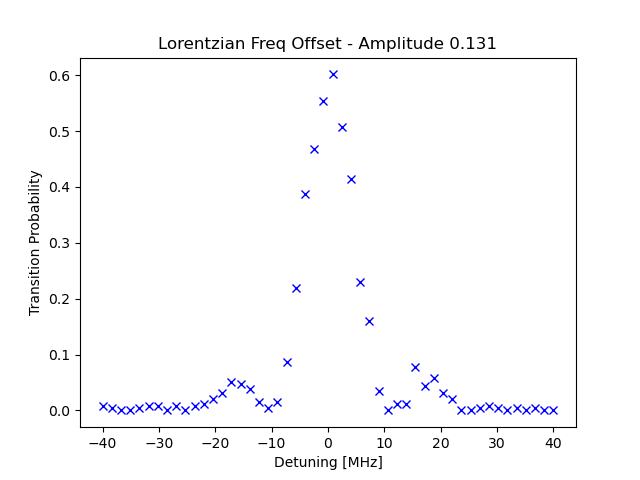 Lorentzian Freq Offset - Amplitude 0.131
Transition Probability
0.6
0.5
0.4
0.3
0.2
0.1
0.0
−40 −30 −20 −10 0 10 20 30 40
Detuning [MHz]